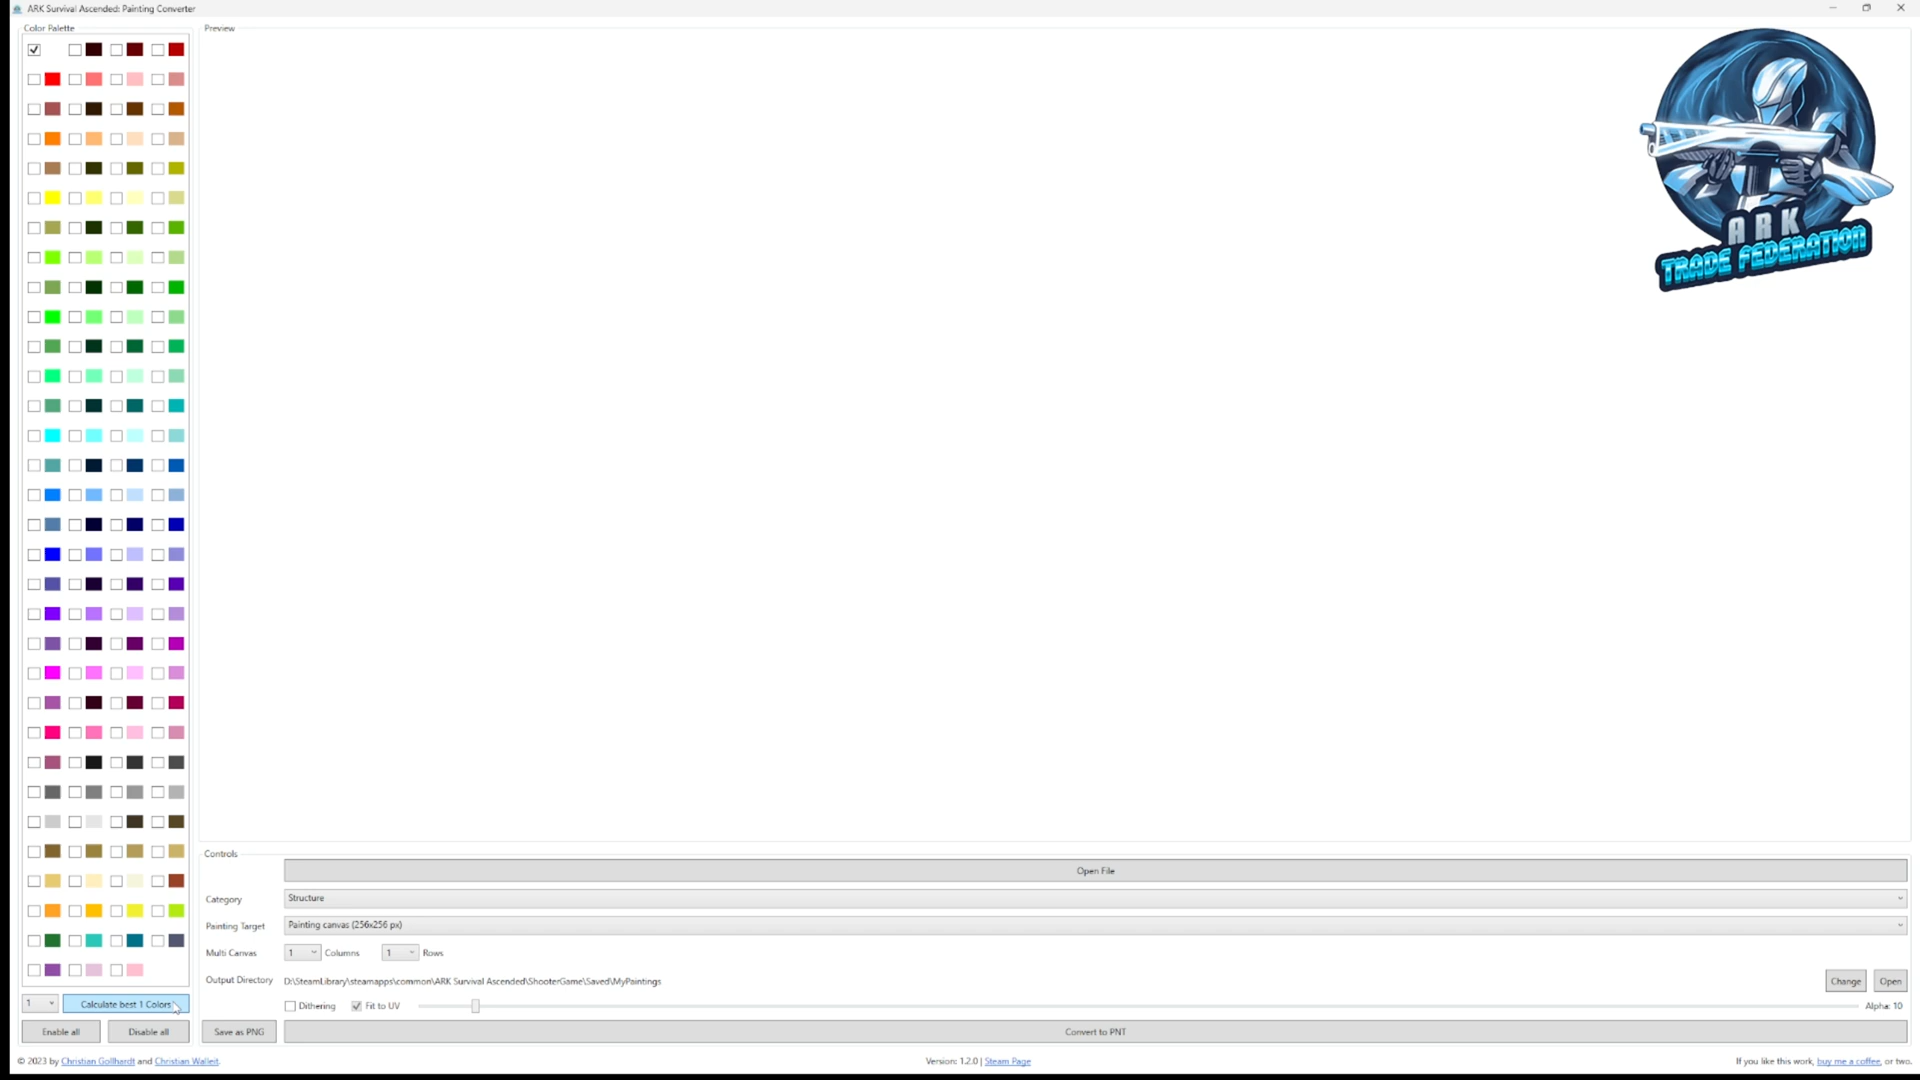 ARK Survival Ascended: Painting Converter
Color Palette
Preview
ARK
TRADE FEDERATION
Controls
Open File
Category
Structure
Painting Target
Painting canvas (256x256 px)
Multi Canvas
1
Columns
1
Rows
Output Directory
D:\SteamLibrary\steamapps\common\ARK Survival Ascended\ShooterGame\Saved\MyPaintings
Change
Open
1
Calculate best 1 Colors
Dithering
Fit to UV
Alpha: 10
Enable all
Disable all
Save as PNG
Convert to PNT
© 2023 by Christian Gollhardt and Christian Walleit.
Version: 1.2.0 | Steam Page
If you like this work, buy me a coffee, or two.